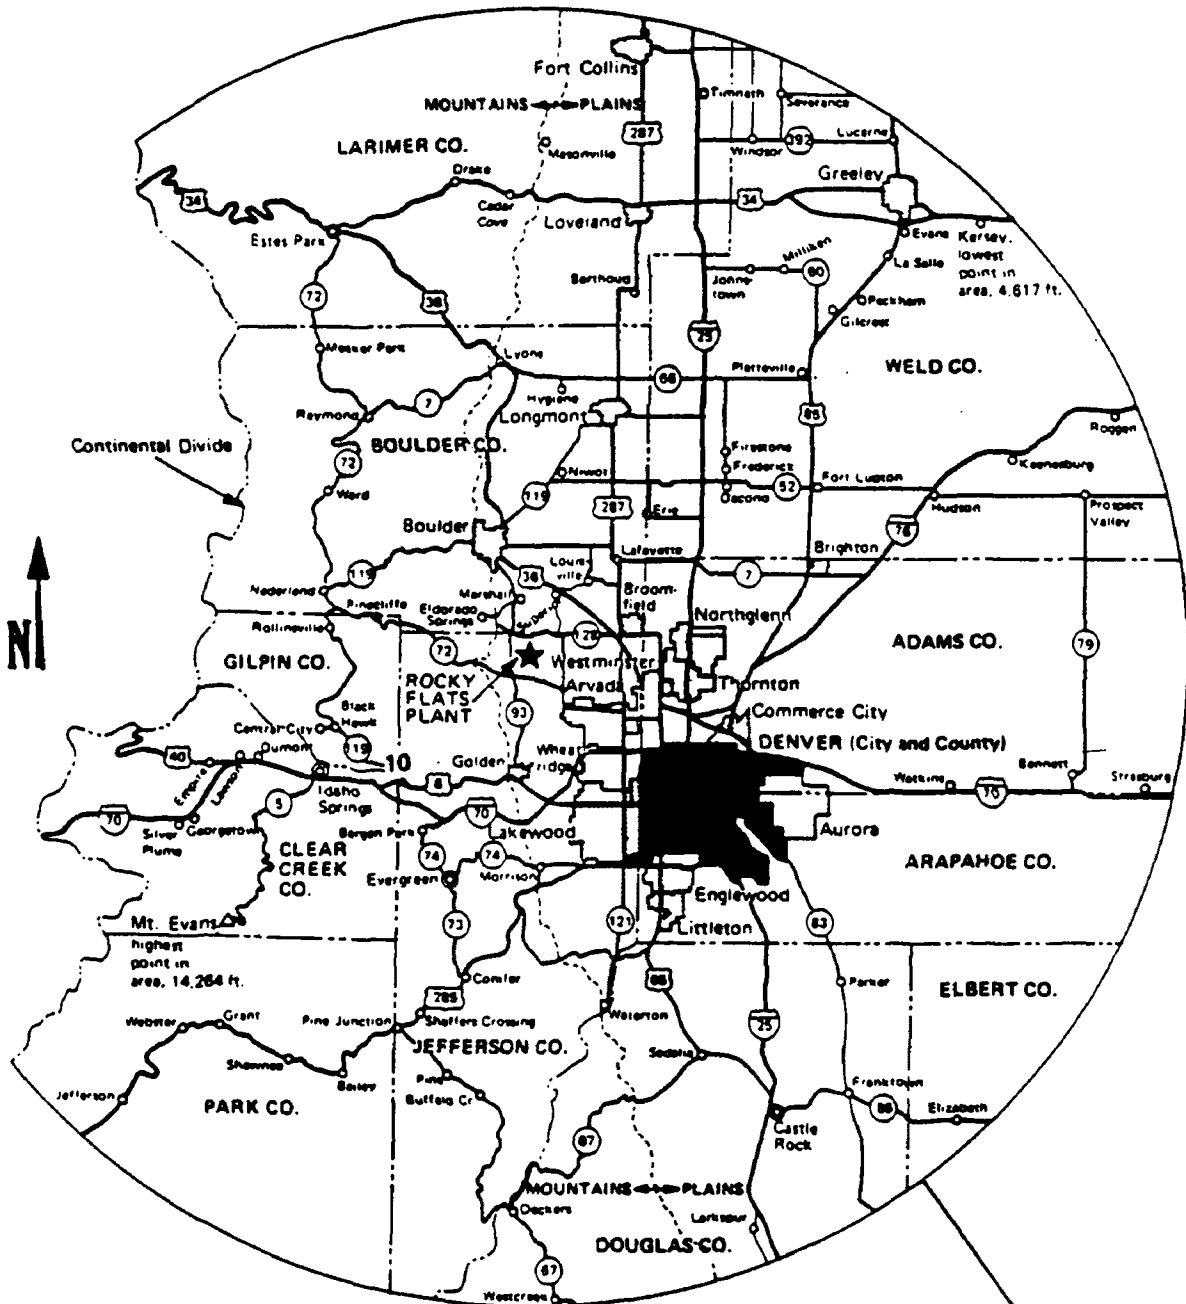 Fort Collins
Timnath
Severance
MOUNTAINS PLAINS
287
LARIMER CO.
Masonville
Windsor
392
Lucerne
Drake
Greeley
34
Cedar
Cove
Loveland
34
Estes Park
Evans
Kersey,
lowest
point in
area, 4,617 ft.
La Salle
Milliken
Johns-
town
60
Berthoud
72
36
Peckham
Gilcrest
25
Meeker Park
Lyons
Platteville
WELD CO.
66
Hygiene
7
Raymond
Longmont
85
Roggen
Continental Divide
BOULDER CO.
72
Firestone
Frederick
Dacono
Keenesburg
Niwot
Ward
119
52
Fort Lupton
287
Erie
Hudson
Prospect
Valley
Boulder
76
Lafayette
Brighton
Louis-
ville
119
36
7
Nederland
Marshall
Superior
Broom-
field
Pinecliffe
Eldorado
Springs
Northglenn
N
Rollinsville
128
ADAMS CO.
79
GILPIN CO.
72
Westminster
ROCKY
FLATS
PLANT
Arvada
Thornton
93
Commerce City
Black
Hawk
Central City
DENVER (City and County)
119
Wheat
ridge
40
Dumont
10
Golden
Empire
Lawson
6
Bennett
Strasburg
Watkins
70
Idaho
Springs
5
70
70
Silver
Plume
Georgetown
Bergen Park
Lakewood
Aurora
CLEAR
CREEK
CO.
74
74
Morrison
ARAPAHOE CO.
Evergreen
Englewood
Mt. Evans
highest
point in
area, 14,264 ft.
73
121
83
Littleton
Conifer
85
Parker
ELBERT CO.
285
Webster
Grant
Pine Junction
Shaffers Crossing
Waterton
25
JEFFERSON CO.
Shawnee
Bailey
Sedalia
Jefferson
Pine
Buffalo Cr.
PARK CO.
Franktown
86
Elizabeth
Castle
Rock
67
MOUNTAINS PLAINS
Deckers
Larkspur
DOUGLAS CO.
67
Westcreek